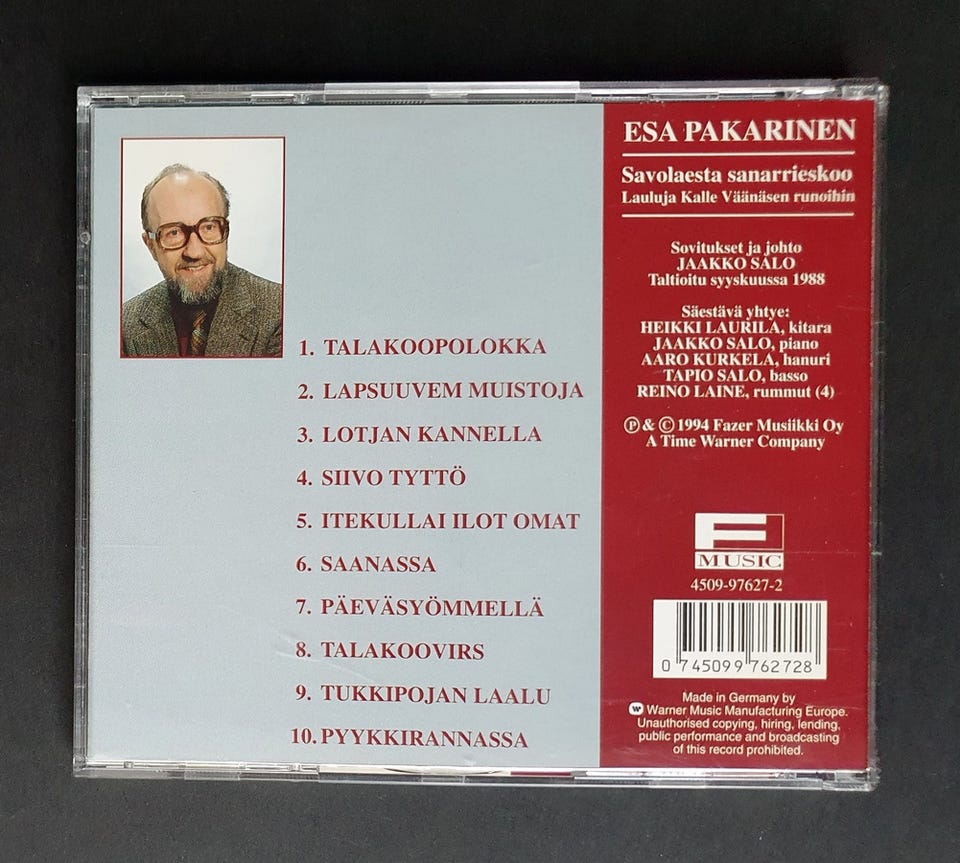 1. TALAKOOPOLOKKA
2. LAPSUUVEM MUISTOJA
3. LOTJAN KANNELLA
4. SIIVO TYTTÖ
5. ITEKULLAI ILOT OMAT
6. SAANASSA
7. PÄEVÄSYÖMMELLÄ
8. TALAKOOVIRS
9. TUKKIPOJAN LAALU
10. PYYKKIRANNASSA
ESA PAKARINEN
Savolaesta sanarrieskoo
Lauluja Kalle Väänäsen runoihin
Sovitukset ja johto
JAAKKO SALO
Taltioitu syyskuussa 1988
Säestävä yhtye:
HEIKKI LAURILA, kitara
JAAKKO SALO, piano
AARO KURKELA, hanuri
TAPIO SALO, basso
REINO LAINE, rummut (4)
Ⓟ & © 1994 Fazer Musiikki Oy
A Time Warner Company
F
MUSIC
4509-97627-2
0 745099 762728
Made in Germany by
Warner Music Manufacturing Europe.
Unauthorised copying, hiring, lending,
public performance and broadcasting
of this record prohibited.